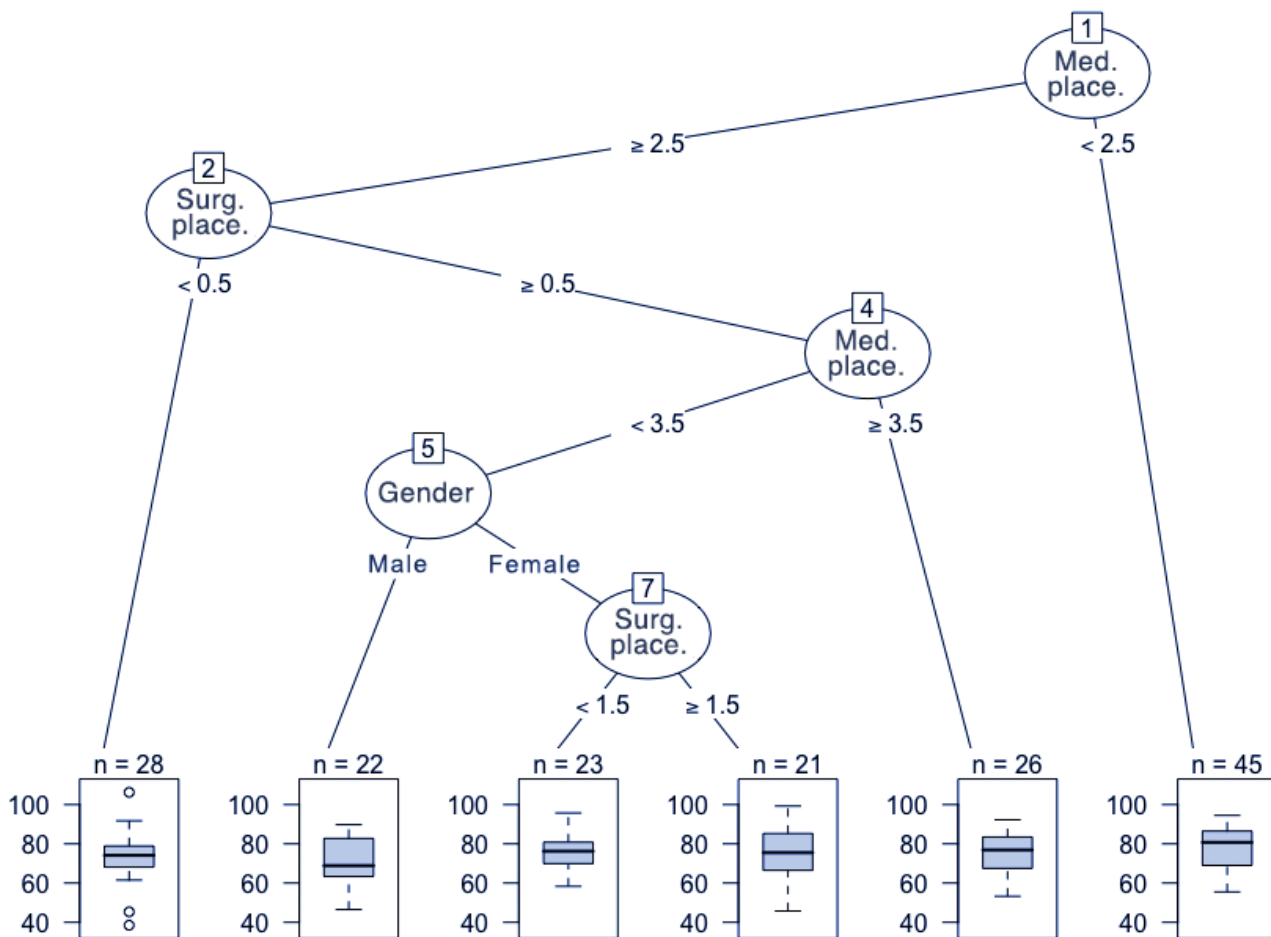 1
Med.
place.
≥ 2.5
< 2.5
2
Surg.
place.
< 0.5
≥ 0.5
4
Med.
place.
< 3.5
≥ 3.5
5
Gender
Male
Female
7
Surg.
place.
< 1.5
≥ 1.5
n = 28
n = 22
n = 23
n = 21
n = 26
n = 45
100
80
60
40
100
80
60
40
100
80
60
40
100
80
60
40
100
80
60
40
100
80
60
40